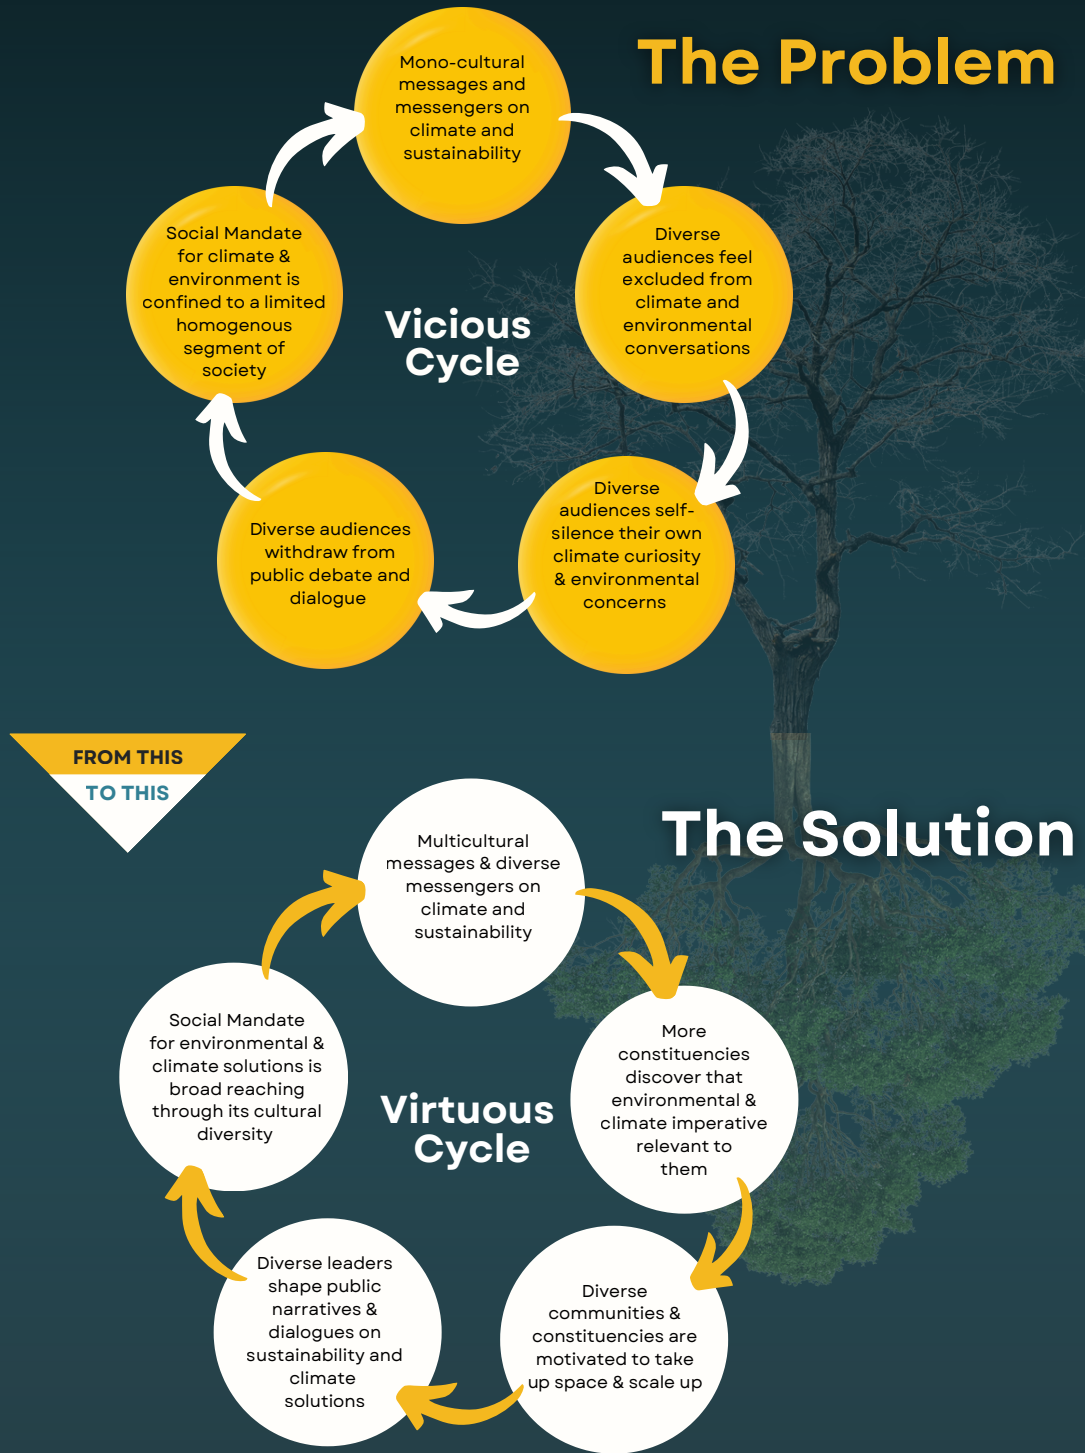 The Problem
Mono-cultural
messages and
messengers on
climate and
sustainability
Diverse
audiences feel
excluded from
climate and
environmental
conversations
Diverse
audiences self-
silence their own
climate curiosity
& environmental
concerns
Diverse audiences
withdraw from
public debate and
dialogue
Social Mandate
for climate &
environment is
confined to a limited
homogenous
segment of
society
Vicious
Cycle
FROM THIS
TO THIS
The Solution
Multicultural
messages & diverse
messengers on
climate and
sustainability
More
constituencies
discover that
environmental &
climate imperative
relevant to
them
Diverse
communities &
constituencies are
motivated to take
up space & scale up
Diverse leaders
shape public
narratives &
dialogues on
sustainability and
climate
solutions
Social Mandate
for environmental &
climate solutions is
broad reaching
through its cultural
diversity
Virtuous
Cycle